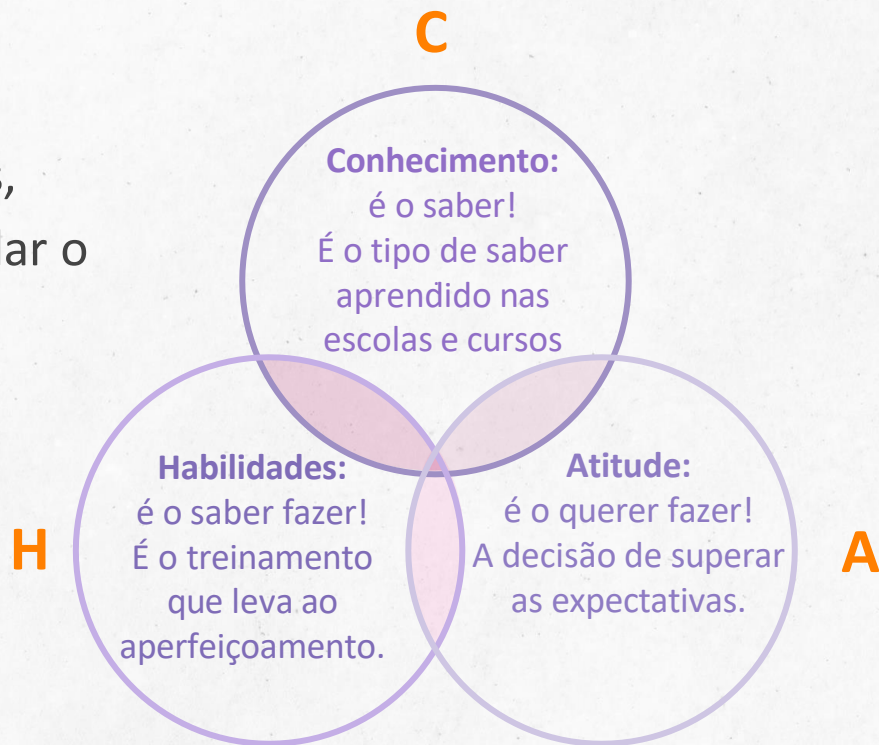 C
s,
lar o
Conhecimento:
é o saber!
É o tipo de saber
aprendido nas
escolas e cursos
H
Habilidades:
é o saber fazer!
É o treinamento
que leva ao
aperfeiçoamento.
Atitude:
é o querer fazer!
A decisão de superar
as expectativas.
A